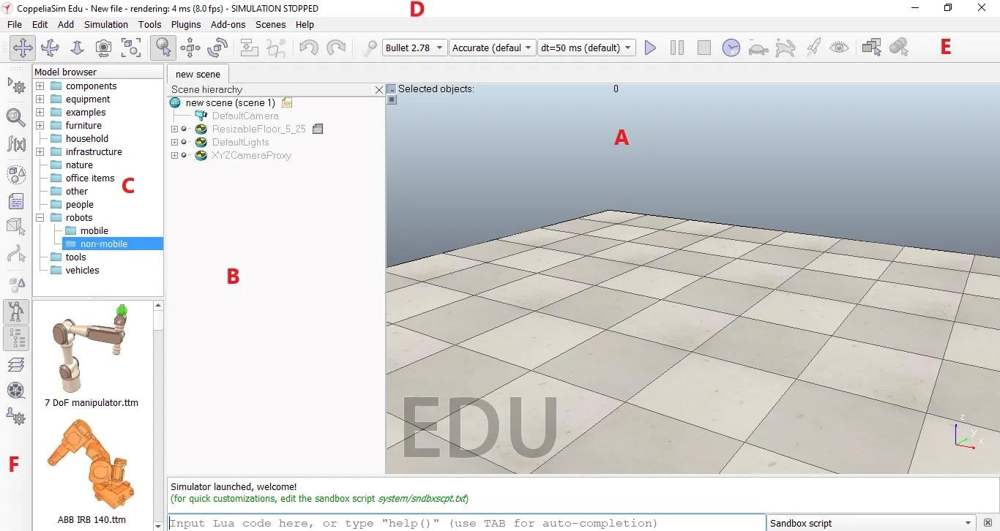 CoppeliaSim Edu - New file - rendering: 4 ms (8.0 fps) - SIMULATION STOPPED
D
File Edit Add Simulation Tools Plugins Add-ons Scenes Help
Bullet 2.78 Accurate (defaul dt=50 ms (default)
E
Model browser
components
equipment
examples
furniture
household
infrastructure
nature
office items
other
people
robots
mobile
non-mobile
tools
vehicles
C
7 DoF manipulator.ttm
ABB IRB 140.ttm
F
new scene
Scene hierarchy
new scene (scene 1)
DefaultCamera
ResizableFloor_5_25
DefaultLights
XYZCameraProxy
B
Selected objects: 0
A
EDU
z
y
x
Simulator launched, welcome!
(for quick customizations, edit the sandbox script system/sndbxscpt.txt)
Input Lua code here, or type "help()" (use TAB for auto-completion)
Sandbox script
f(x)